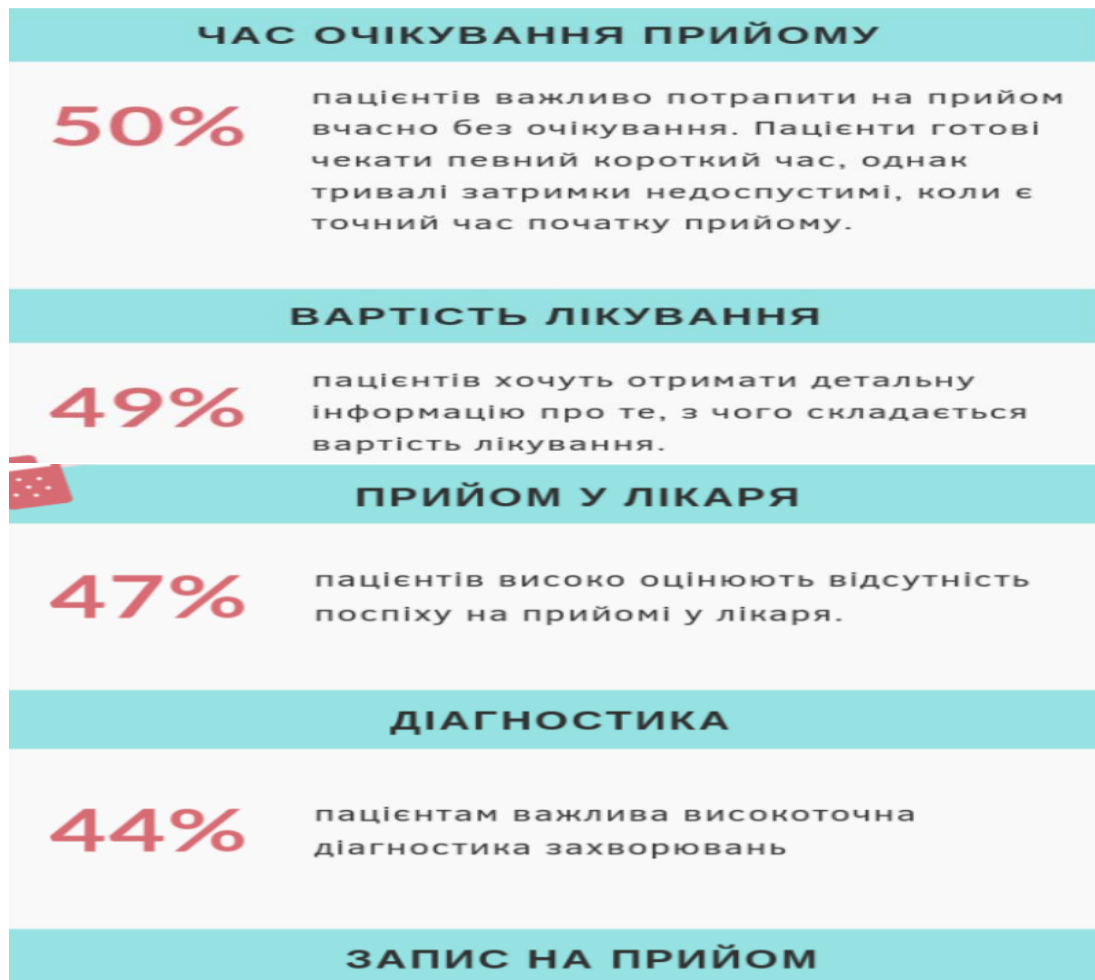 ЧАС ОЧІКУВАННЯ ПРИЙОМУ
50%
пацієнтів важливо потрапити на прийом
вчасно без очікування. Пацієнти готові
чекати певний короткий час, однак
тривалі затримки недоспустимі, коли є
точний час початку прийому.
ВАРТІСТЬ ЛІКУВАННЯ
49%
пацієнтів хочуть отримати детальну
інформацію про те, з чого складається
вартість лікування.
ПРИЙОМ У ЛІКАРЯ
47%
пацієнтів високо оцінюють відсутність
поспіху на прийомі у лікаря.
ДІАГНОСТИКА
44%
пацієнтам важлива високоточна
діагностика захворювань
ЗАПИС НА ПРИЙОМ